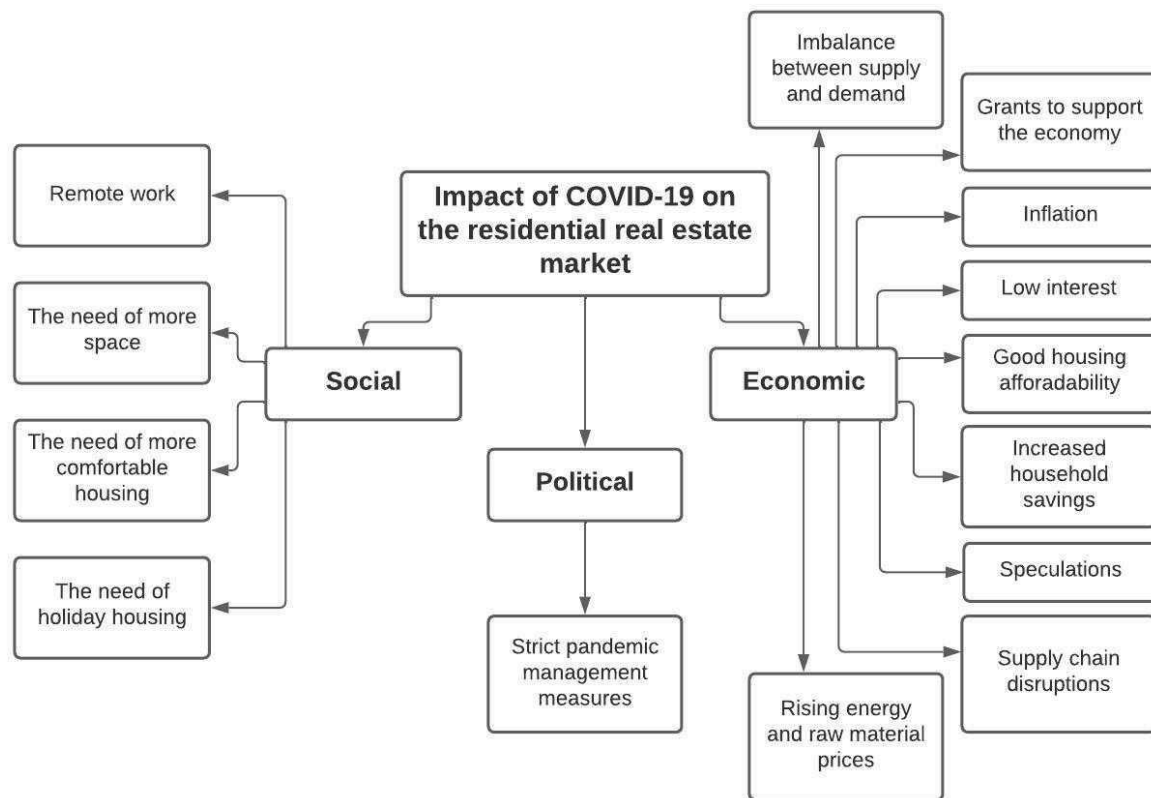 Impact of COVID-19 on
the residential real estate
market
Social
Remote work
The need of more
space
The need of more
comfortable
housing
The need of
holiday housing
Political
Strict pandemic
management
measures
Economic
Imbalance
between supply
and demand
Grants to support
the economy
Inflation
Low interest
Good housing
afforadability
Increased
household
savings
Speculations
Supply chain
disruptions
Rising energy
and raw material
prices